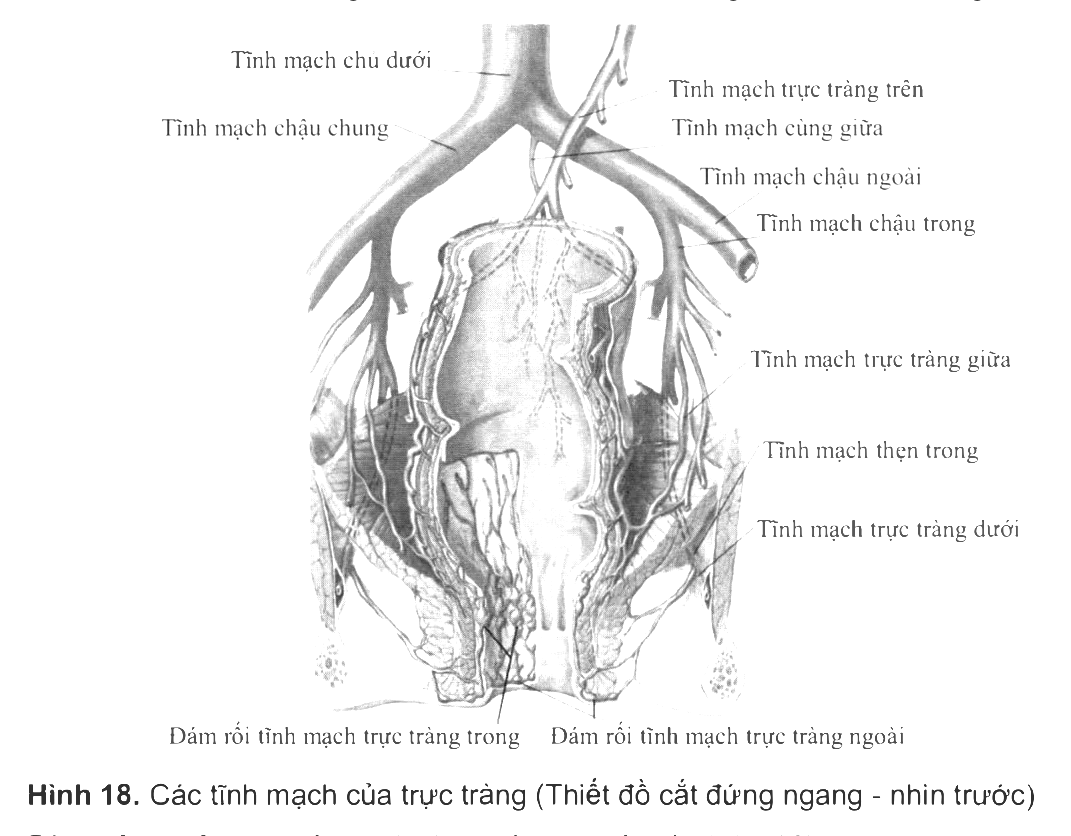 Tĩnh mạch chủ dưới
Tĩnh mạch trực tràng trên
Tĩnh mạch chậu chung
Tĩnh mạch cùng giữa
Tĩnh mạch chậu ngoài
Tĩnh mạch chậu trong
Tĩnh mạch trực tràng giữa
Tĩnh mạch thẹn trong
Tĩnh mạch trực tràng dưới
Đám rối tĩnh mạch trực tràng trong
Đám rối tĩnh mạch trực tràng ngoài
Hình 18. Các tĩnh mạch của trực tràng (Thiết đồ cắt đứng ngang - nhìn trước)